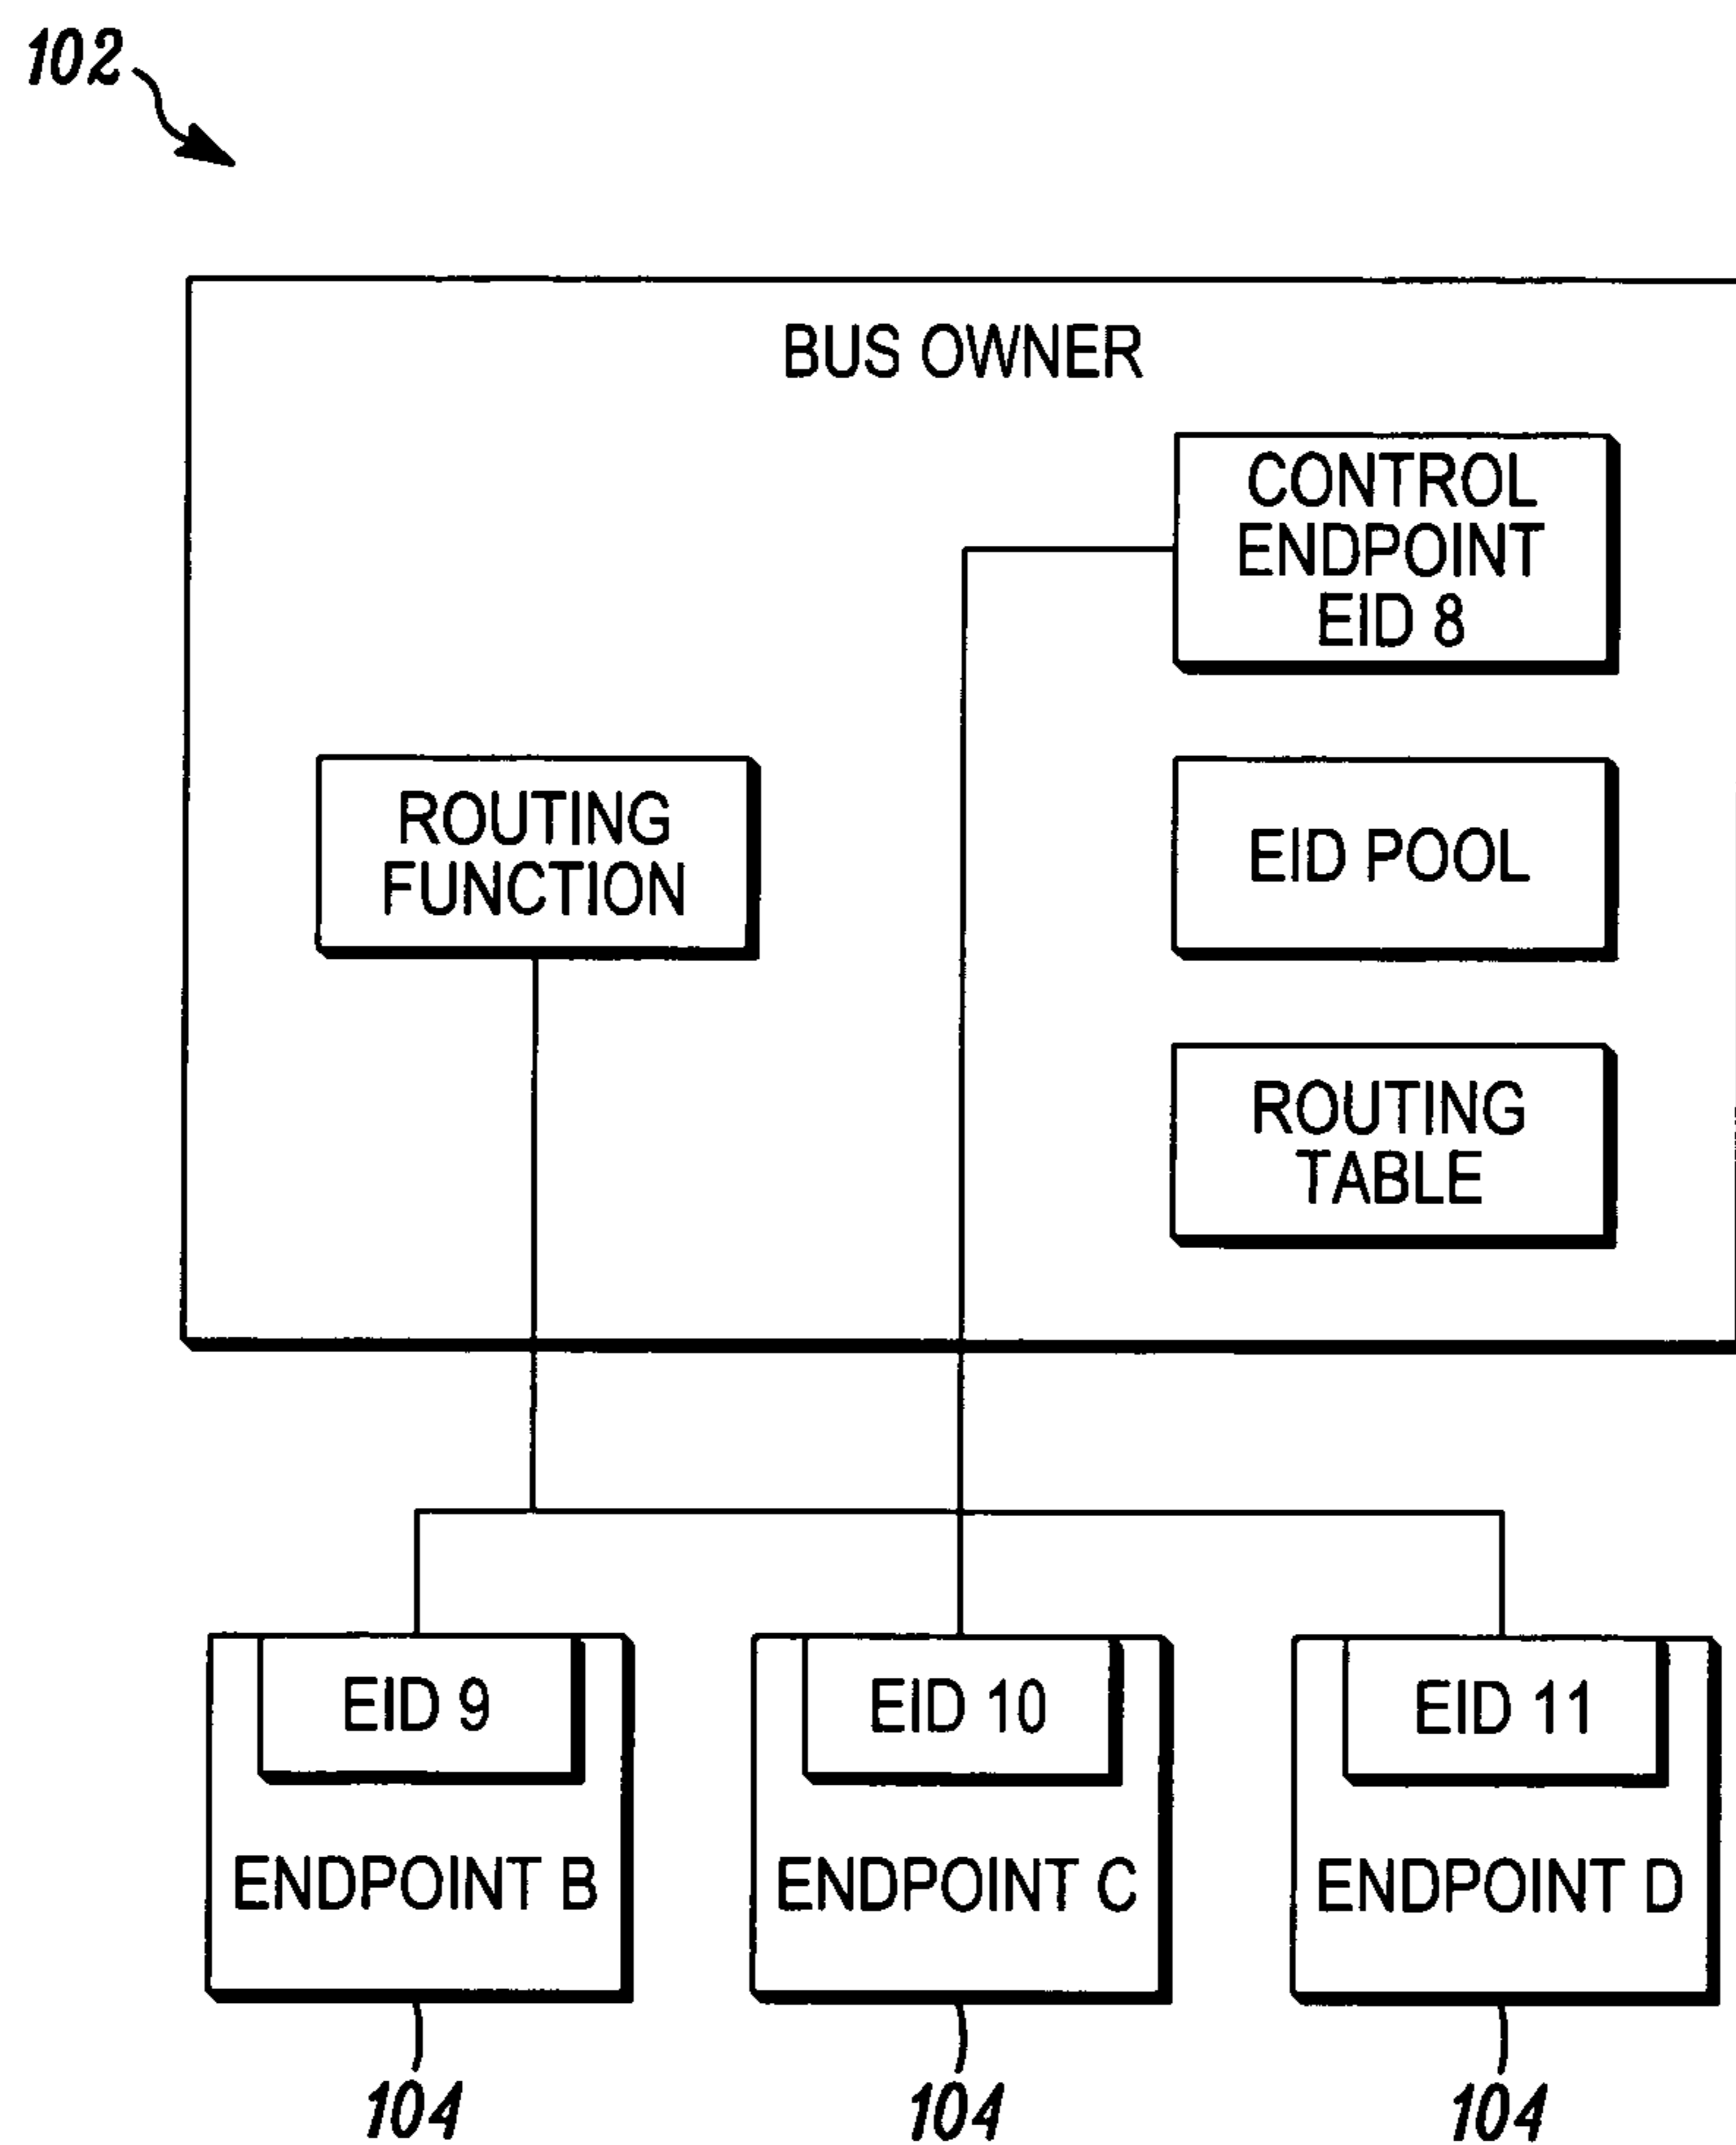 102
BUS OWNER
CONTROL
ENDPOINT
EID 8
ROUTING
FUNCTION
EID POOL
ROUTING
TABLE
EID 9
EID 10
EID 11
ENDPOINT B
ENDPOINT C
ENDPOINT D
104
104
104